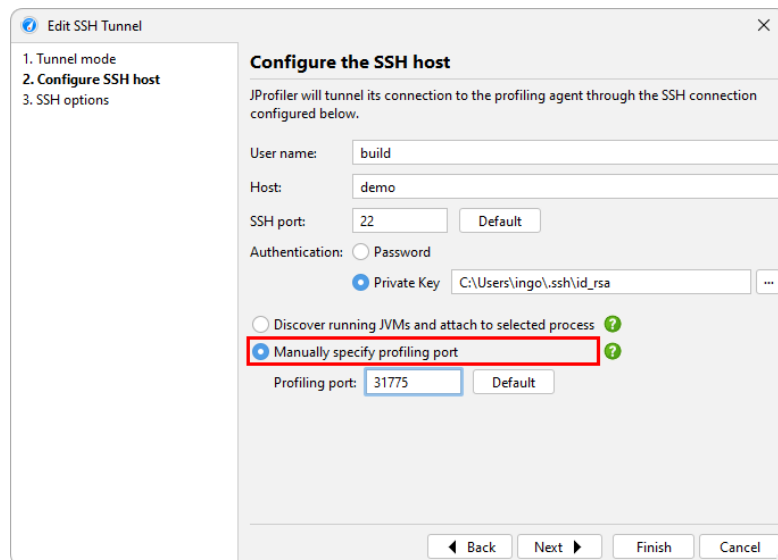 Edit SSH Tunnel
1. Tunnel mode
2. Configure SSH host
3. SSH options
Configure the SSH host
JProfiler will tunnel its connection to the profiling agent through the SSH connection
configured below.
User name: build
Host: demo
SSH port: 22 Default
Authentication: Password
Private Key C:\Users\ingo\.ssh\id_rsa ...
Discover running JVMs and attach to selected process ?
Manually specify profiling port ?
Profiling port: 31775 Default
Back Next Finish Cancel